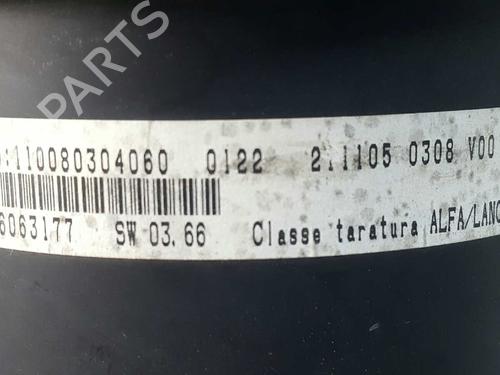 PARTS
:110080304060 0122 2.1105 0308 V00
6063177 SW 03.66 Classe taratura ALFA/LANC